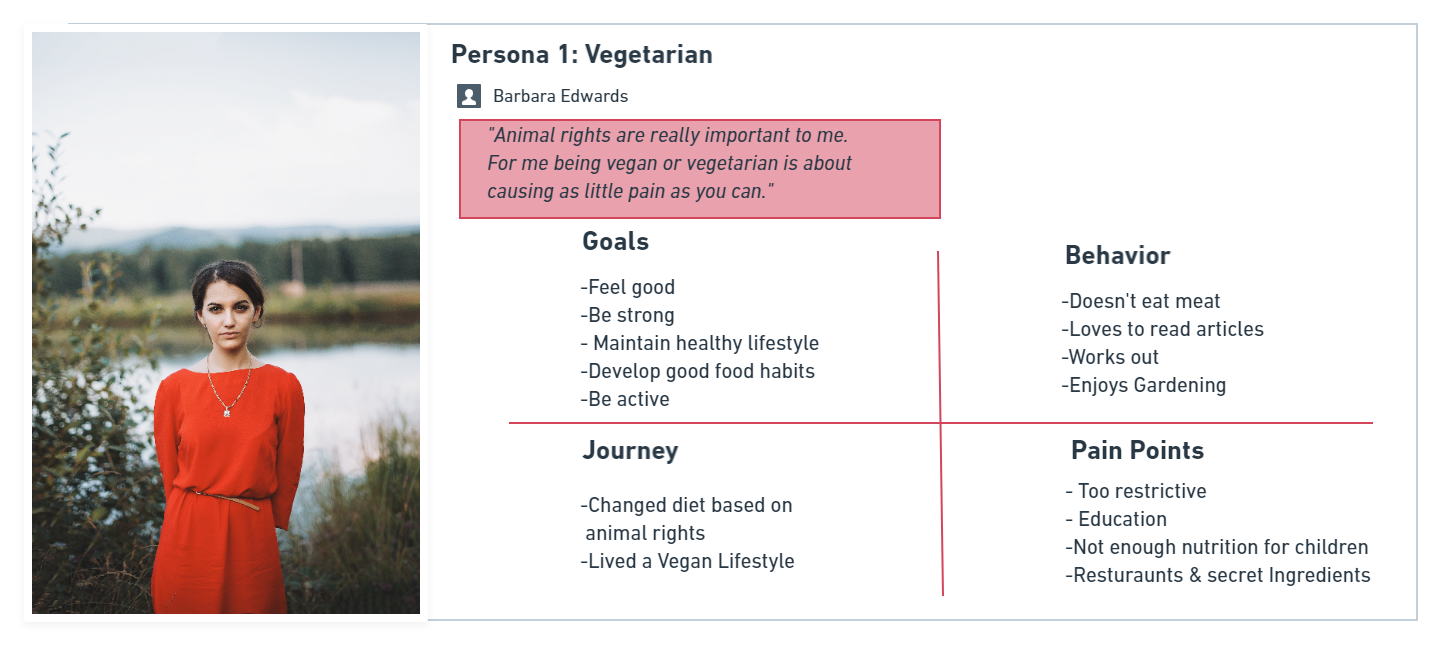 Persona 1: Vegetarian
Barbara Edwards
"Animal rights are really important to me.
For me being vegan or vegetarian is about
causing as little pain as you can."
Goals
-Feel good
-Be strong
- Maintain healthy lifestyle
-Develop good food habits
-Be active
Behavior
-Doesn't eat meat
-Loves to read articles
-Works out
-Enjoys Gardening
Journey
-Changed diet based on
animal rights
-Lived a Vegan Lifestyle
Pain Points
- Too restrictive
- Education
-Not enough nutrition for children
-Resturaunts & secret Ingredients